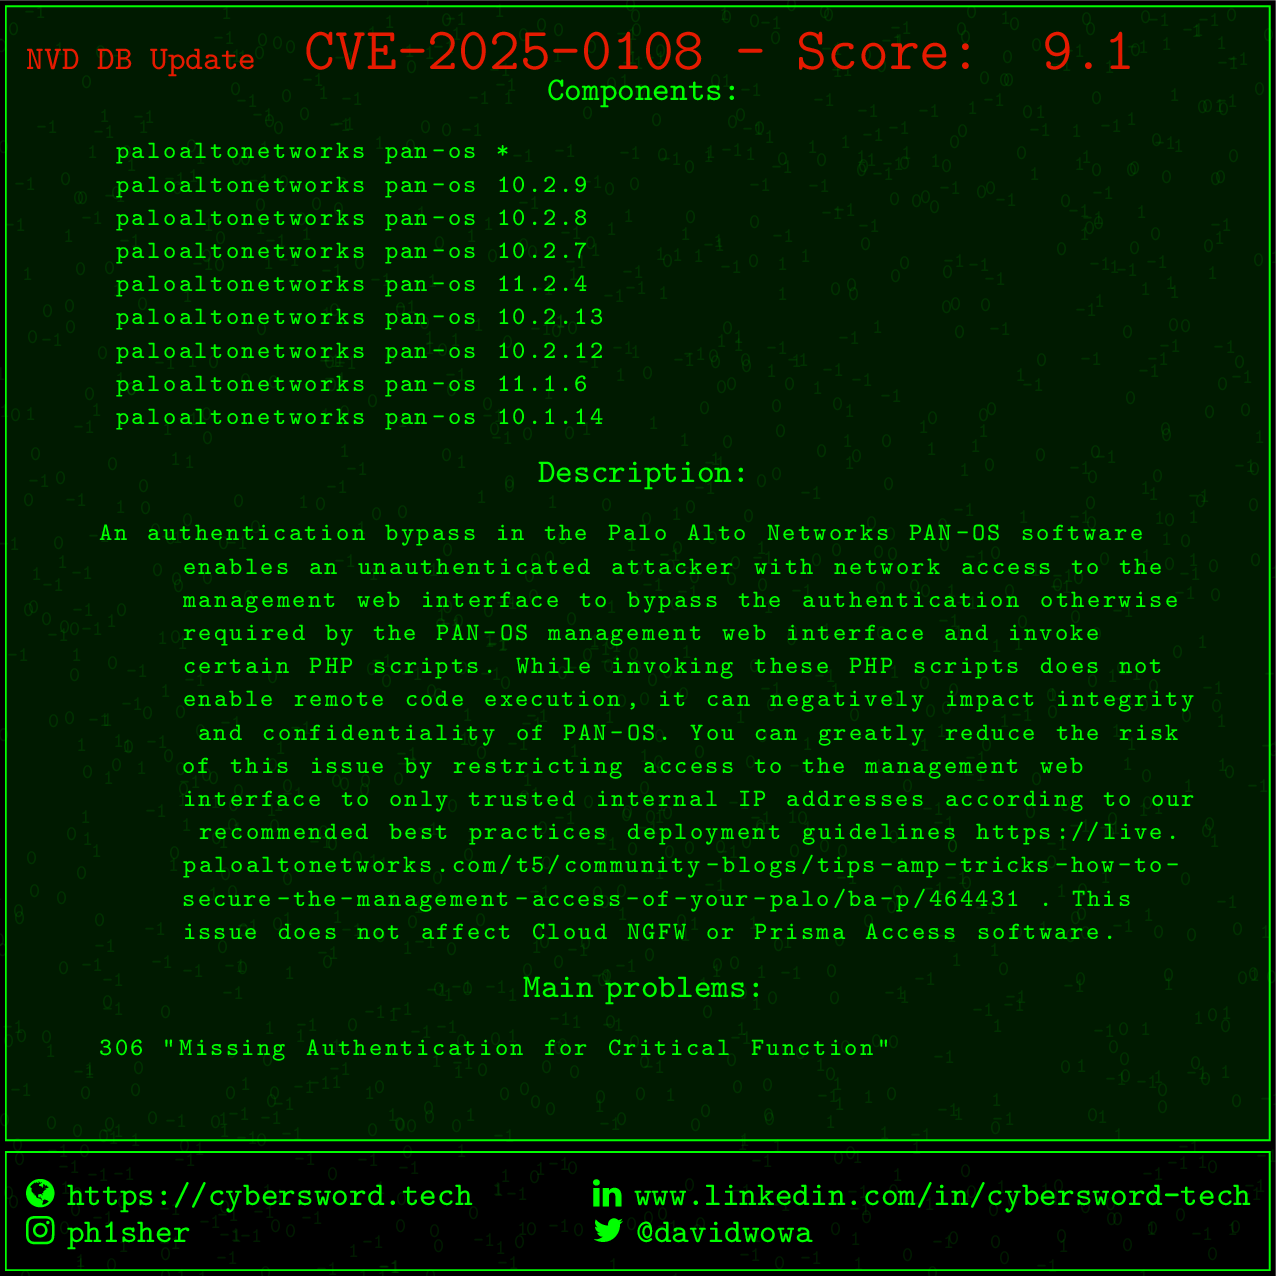 NVD DB Update CVE-2025-0108 - Score: 9.1
Components:
paloaltonetworks pan-os *
paloaltonetworks pan-os 10.2.9
paloaltonetworks pan-os 10.2.8
paloaltonetworks pan-os 10.2.7
paloaltonetworks pan-os 11.2.4
paloaltonetworks pan-os 10.2.13
paloaltonetworks pan-os 10.2.12
paloaltonetworks pan-os 11.1.6
paloaltonetworks pan-os 10.1.14
Description:
An authentication bypass in the Palo Alto Networks PAN-OS software
enables an unauthenticated attacker with network access to the
management web interface to bypass the authentication otherwise
required by the PAN-OS management web interface and invoke
certain PHP scripts. While invoking these PHP scripts does not
enable remote code execution, it can negatively impact integrity
and confidentiality of PAN-OS. You can greatly reduce the risk
of this issue by restricting access to the management web
interface to only trusted internal IP addresses according to our
recommended best practices deployment guidelines https://live.
paloaltonetworks.com/t5/community-blogs/tips-amp-tricks-how-to-
secure-the-management-access-of-your-palo/ba-p/464431 . This
issue does not affect Cloud NGFW or Prisma Access software.
Main problems:
306 "Missing Authentication for Critical Function"
https://cybersword.tech
www.linkedin.com/in/cybersword-tech
ph1sher
@davidwowa